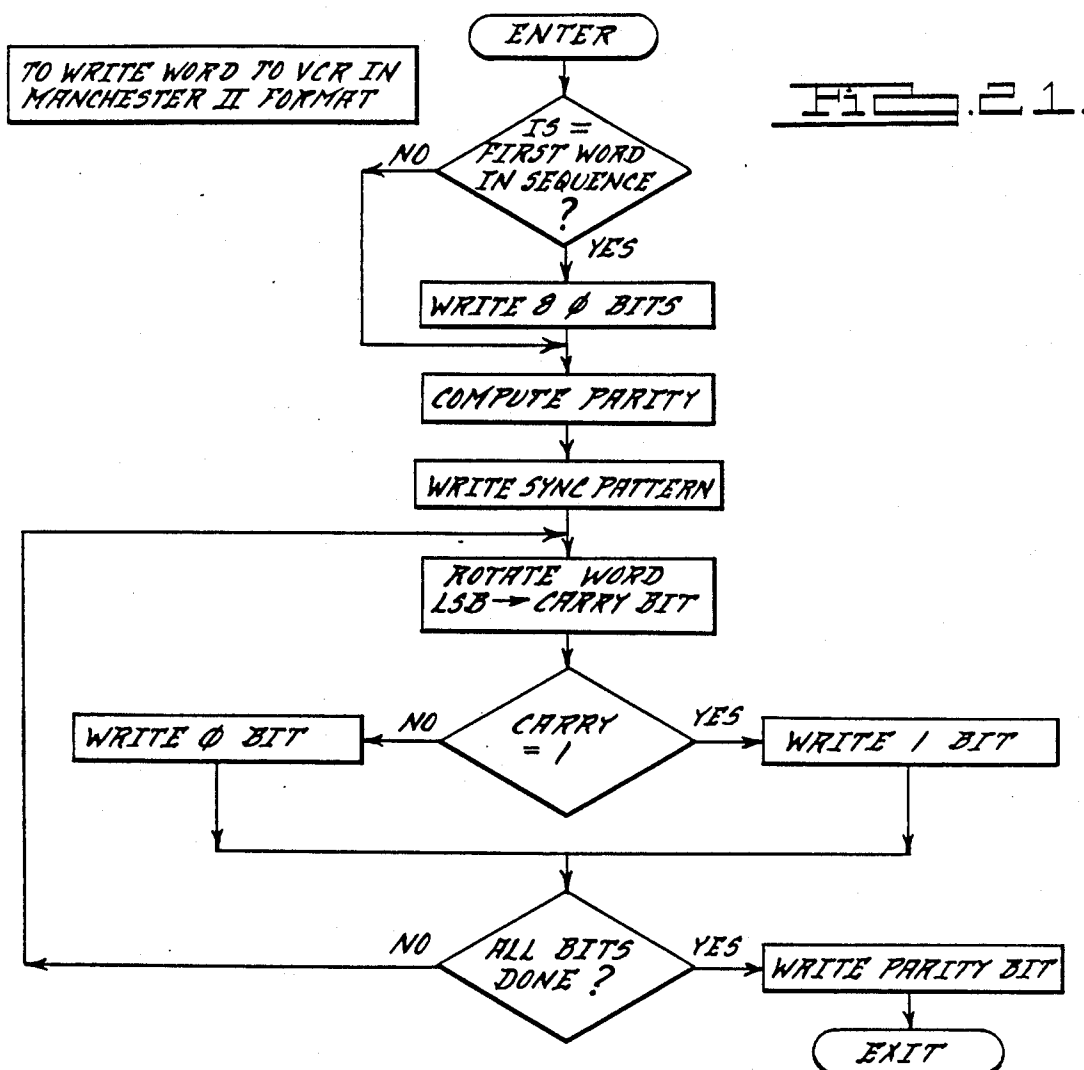 ENTER
TO WRITE WORD TO VCR IN
MANCHESTER II FORMAT
Fig. 21.
IS =
FIRST WORD
IN SEQUENCE
?
NO
YES
WRITE 8 φ BITS
COMPUTE PARITY
WRITE SYNC PATTERN
ROTATE WORD
LSB → CARRY BIT
CARRY
= 1
NO
YES
WRITE φ BIT
WRITE 1 BIT
ALL BITS
DONE ?
NO
YES
WRITE PARITY BIT
EXIT